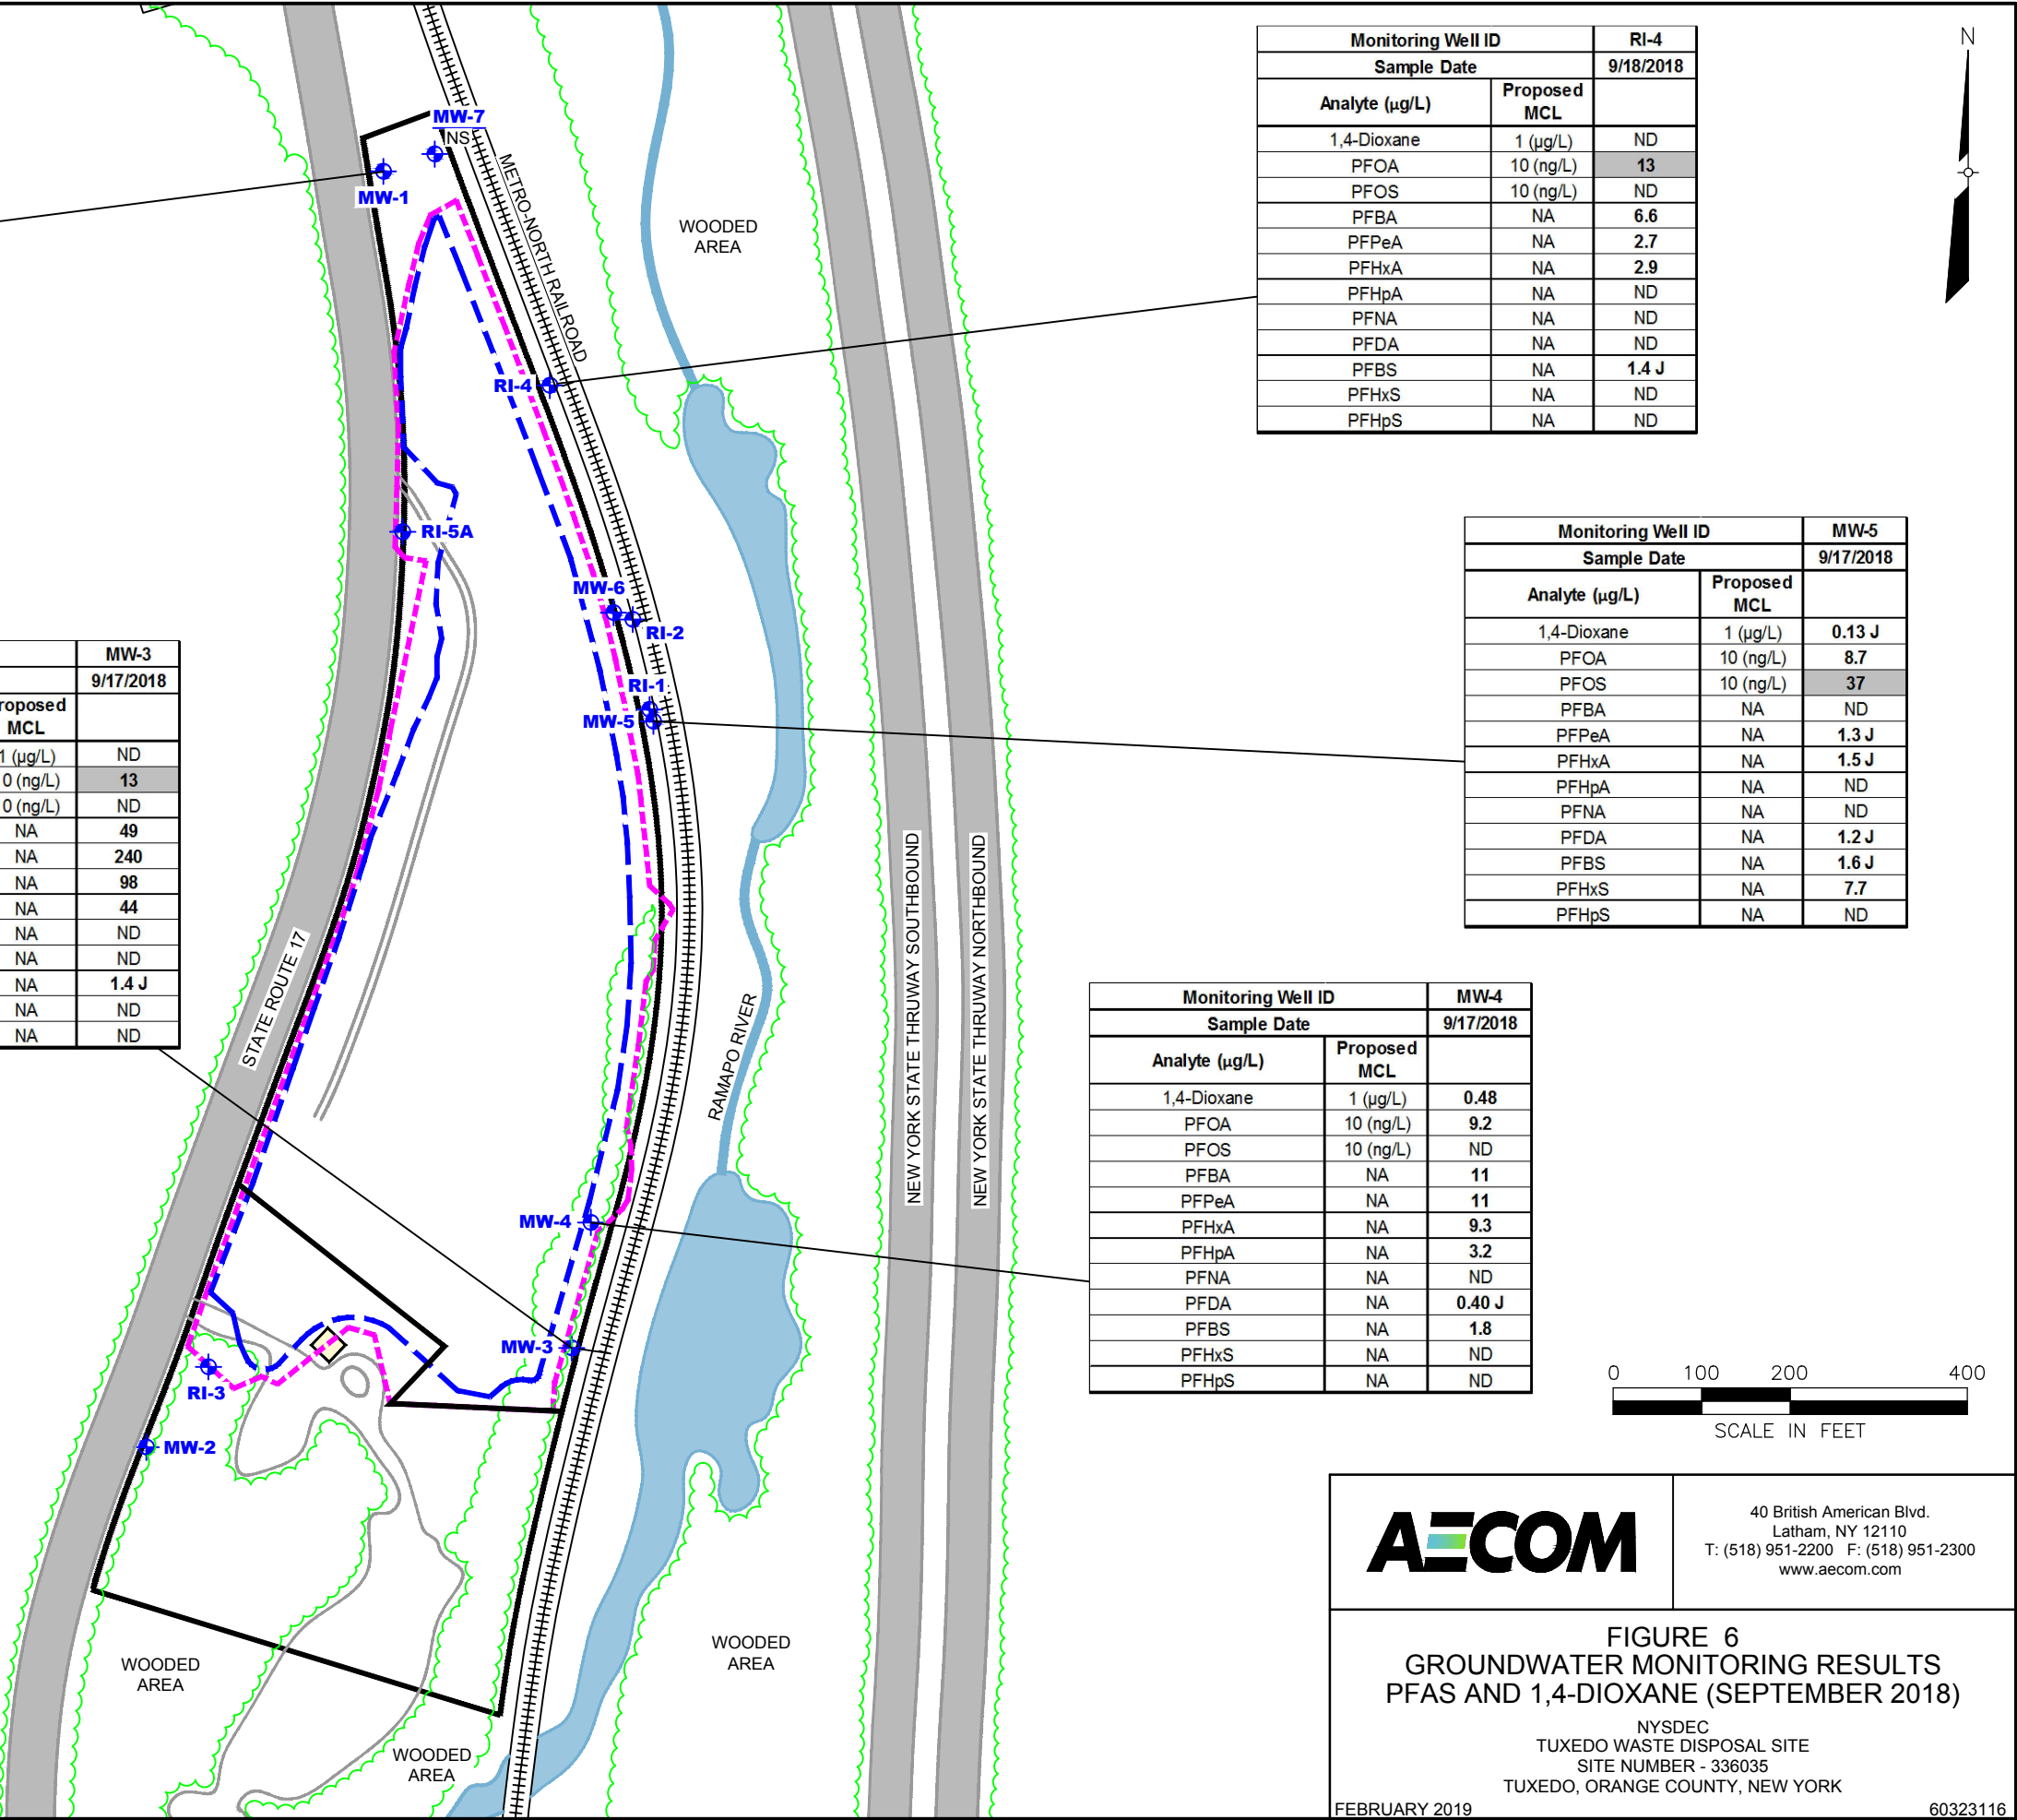 Monitoring Well ID RI-4
Sample Date 9/18/2018
Analyte (µg/L) Proposed MCL
1,4-Dioxane 1 (µg/L) ND
PFOA 10 (ng/L) 13
PFOS 10 (ng/L) ND
PFBA NA 6.6
PFPeA NA 2.7
PFHxA NA 2.9
PFHpA NA ND
PFNA NA ND
PFDA NA ND
PFBS NA 1.4 J
PFHxS NA ND
PFHpS NA ND
N
MW-7
NS
MW-1
METRO-NORTH RAILROAD
WOODED
AREA
RI-4
RI-5A
MW-6
RI-2
RI-1
MW-5
Monitoring Well ID MW-5
Sample Date 9/17/2018
Analyte (µg/L) Proposed MCL
1,4-Dioxane 1 (µg/L) 0.13 J
PFOA 10 (ng/L) 8.7
PFOS 10 (ng/L) 37
PFBA NA ND
PFPeA NA 1.3 J
PFHxA NA 1.5 J
PFHpA NA ND
PFNA NA ND
PFDA NA 1.2 J
PFBS NA 1.6 J
PFHxS NA 7.7
PFHpS NA ND
MW-3
9/17/2018
roposed
MCL
1 (µg/L) ND
0 (ng/L) 13
0 (ng/L) ND
NA 49
NA 240
NA 98
NA 44
NA ND
NA ND
NA 1.4 J
NA ND
NA ND
STATE ROUTE 17
RAMAPO RIVER
NEW YORK STATE THRUWAY SOUTHBOUND
NEW YORK STATE THRUWAY NORTHBOUND
Monitoring Well ID MW-4
Sample Date 9/17/2018
Analyte (µg/L) Proposed MCL
1,4-Dioxane 1 (µg/L) 0.48
PFOA 10 (ng/L) 9.2
PFOS 10 (ng/L) ND
PFBA NA 11
PFPeA NA 11
PFHxA NA 9.3
PFHpA NA 3.2
PFNA NA ND
PFDA NA 0.40 J
PFBS NA 1.8
PFHxS NA ND
PFHpS NA ND
MW-4
MW-3
RI-3
MW-2
WOODED
AREA
WOODED
AREA
WOODED
AREA
0 100 200 400
SCALE IN FEET
AECOM
40 British American Blvd.
Latham, NY 12110
T: (518) 951-2200 F: (518) 951-2300
www.aecom.com
FIGURE 6
GROUNDWATER MONITORING RESULTS
PFAS AND 1,4-DIOXANE (SEPTEMBER 2018)
NYSDEC
TUXEDO WASTE DISPOSAL SITE
SITE NUMBER - 336035
TUXEDO, ORANGE COUNTY, NEW YORK
FEBRUARY 2019 60323116